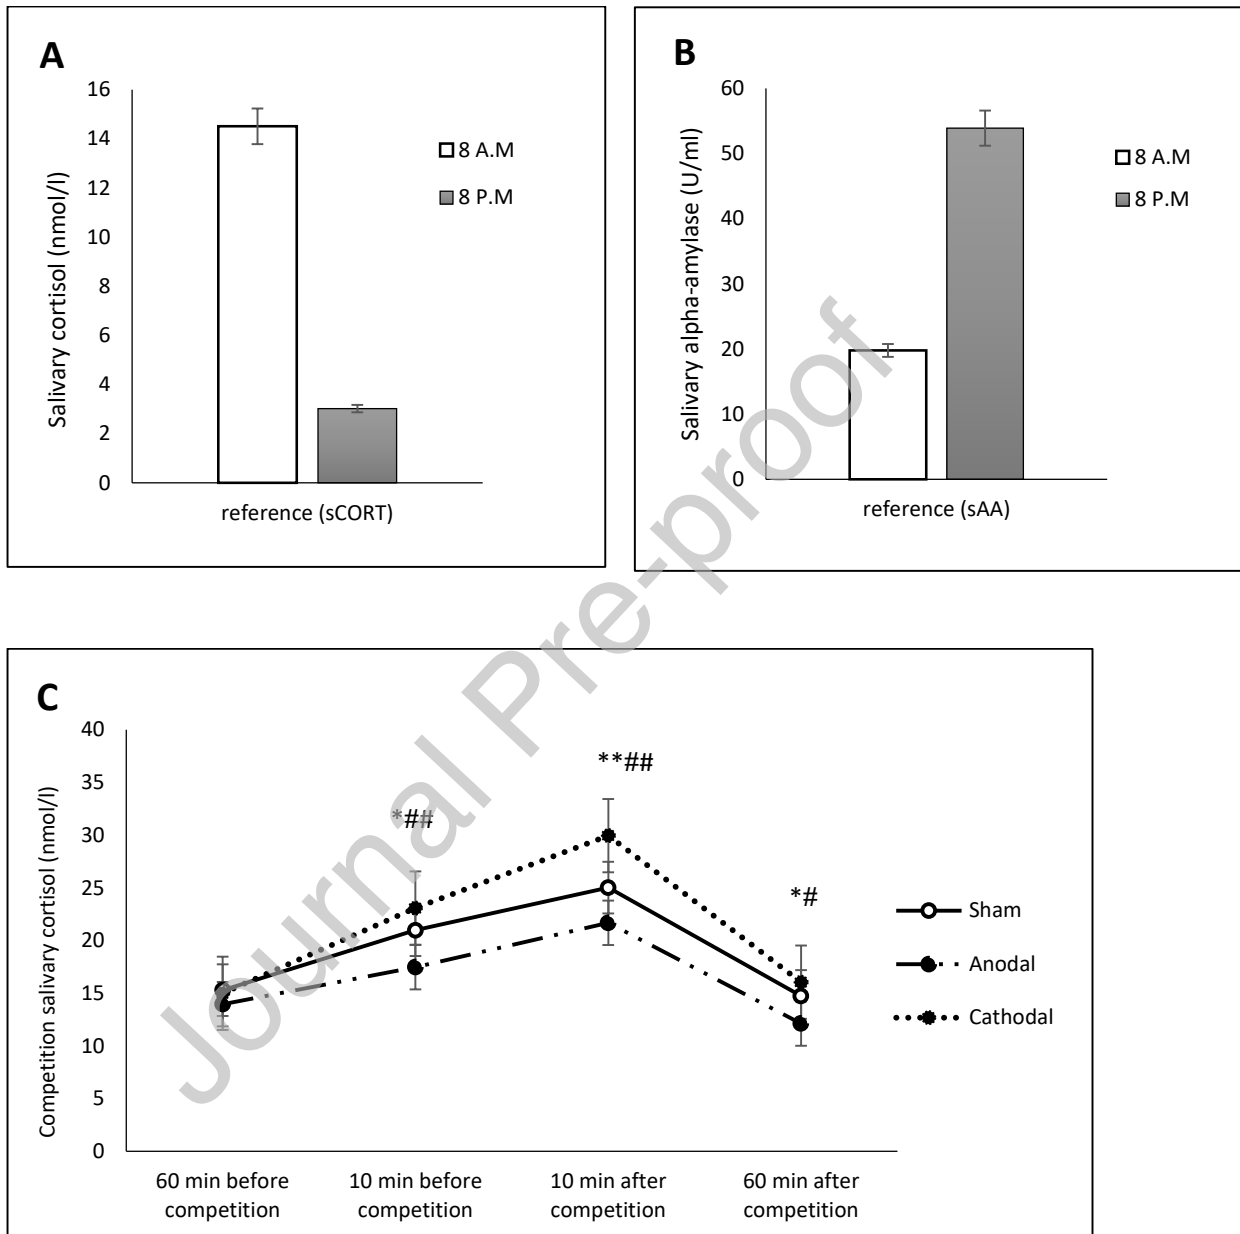 A
Salivary cortisol (nmol/l)
16
14
12
10
8
6
4
2
0
reference (sCORT)
8 A.M
8 P.M
B
Salivary alpha-amylase (U/ml)
60
50
40
30
20
10
0
reference (sAA)
8 A.M
8 P.M
C
Competition salivary cortisol (nmol/l)
40
35
30
25
20
15
10
5
0
*##
**##
*#
60 min before
competition
10 min before
competition
10 min after
competition
60 min after
competition
Sham
Anodal
Cathodal
Journal Pre-proof